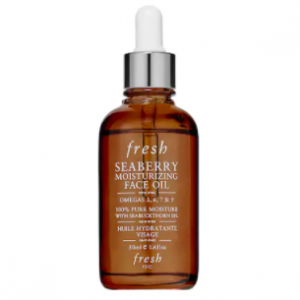 fresh
SEABERRY
MOISTURIZING
FACE OIL
OMEGAS 3, 6, 7 & 9
100% PURE MOISTURE
WITH SEABUCKTHORN OIL
HUILE HYDRATANTE
VISAGE
fresh